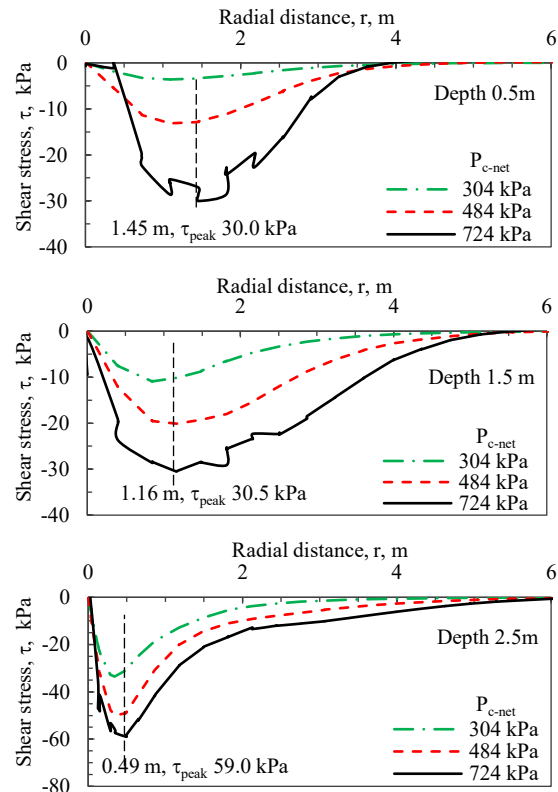 Radial distance, r, m
0 2 4 6
0
-10
-20
-30
-40
Shear stress, τ, kPa
Depth 0.5m
Pc-net
304 kPa
484 kPa
724 kPa
1.45 m, τpeak 30.0 kPa
Radial distance, r, m
0 2 4 6
0
-10
-20
-30
-40
Shear stress, τ, kPa
Depth 1.5 m
Pc-net
304 kPa
484 kPa
724 kPa
1.16 m, τpeak 30.5 kPa
Radial distance, r, m
0 2 4 6
0
-20
-40
-60
-80
Shear stress, τ, kPa
Depth 2.5m
Pc-net
304 kPa
484 kPa
724 kPa
0.49 m, τpeak 59.0 kPa